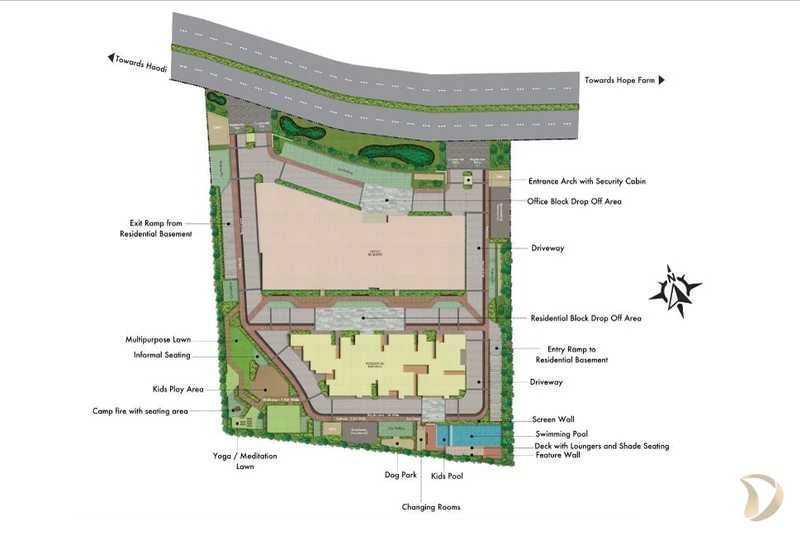 Towards Haodi
Towards Hope Farm
Entrance Arch with Security Cabin
Office Block Drop Off Area
Exit Ramp from
Residential Basement
Driveway
N
Residential Block Drop Off Area
Multipurpose Lawn
Informal Seating
Entry Ramp to
Residential Basement
Kids Play Area
Driveway
Camp fire with seating area
Screen Wall
Swimming Pool
Deck with Loungers and Shade Seating
Feature Wall
Yoga / Meditation
Lawn
Dog Park
Kids Pool
Changing Rooms